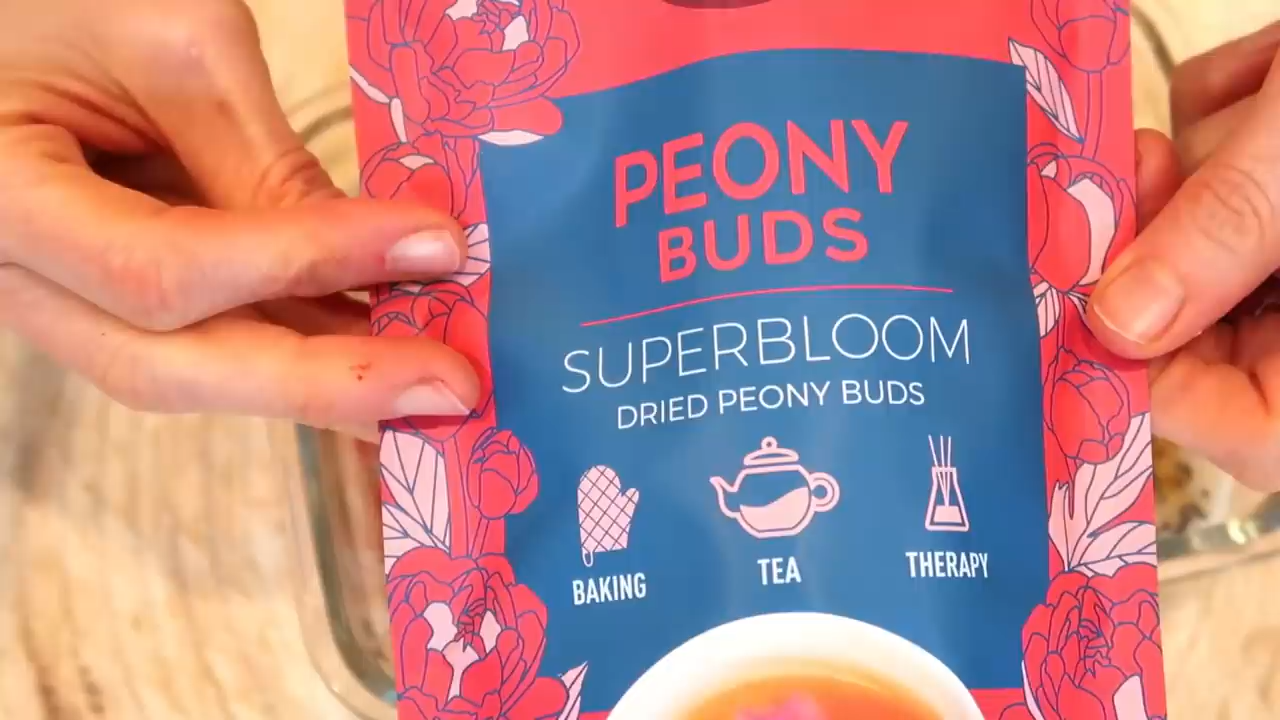 PEONY
BUDS
SUPERBLOOM
DRIED PEONY BUDS
BAKING
TEA
THERAPY